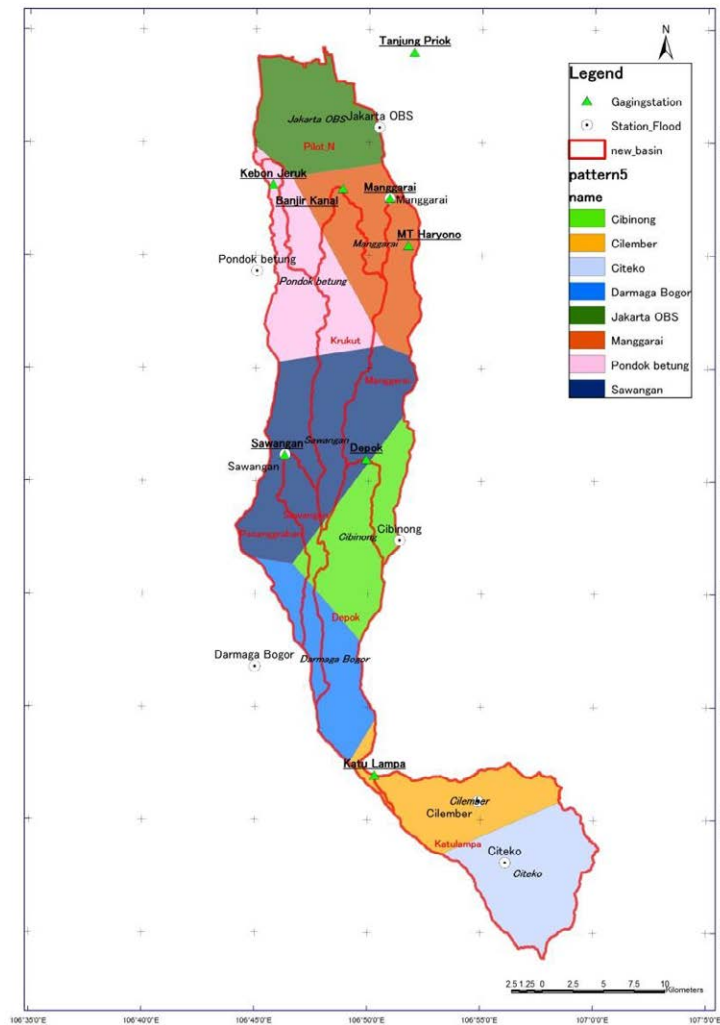 Tanjung Priok
N
Legend
Gagingstation
Station_Flood
new_basin
pattern5
name
Cibinong
Cilember
Citeko
Darmaga Bogor
Jakarta OBS
Manggarai
Pondok betung
Sawangan
Jakarta OBS
Jakarta OBS
Pilot_N
Kebon Jeruk
Banjir Kanal
Manggarai
Manggarai
MT Haryono
Manggarai
Pondok betung
Pondok betung
Krukut
Manggarai
Sawangan
Sawangan
Depok
Sawangan
Sawangan
Pesanggrahan
Cibinong
Cibinong
Depok
Darmaga Bogor
Darmaga Bogor
Katu Lampa
Cilember
Cilember
Katulampa
Citeko
Citeko
2.5 1.25 0 2.5 5 7.5 10
Kilometers
106°35'0"E 106°40'0"E 106°45'0"E 106°50'0"E 106°55'0"E 107°0'0"E 107°5'0"E